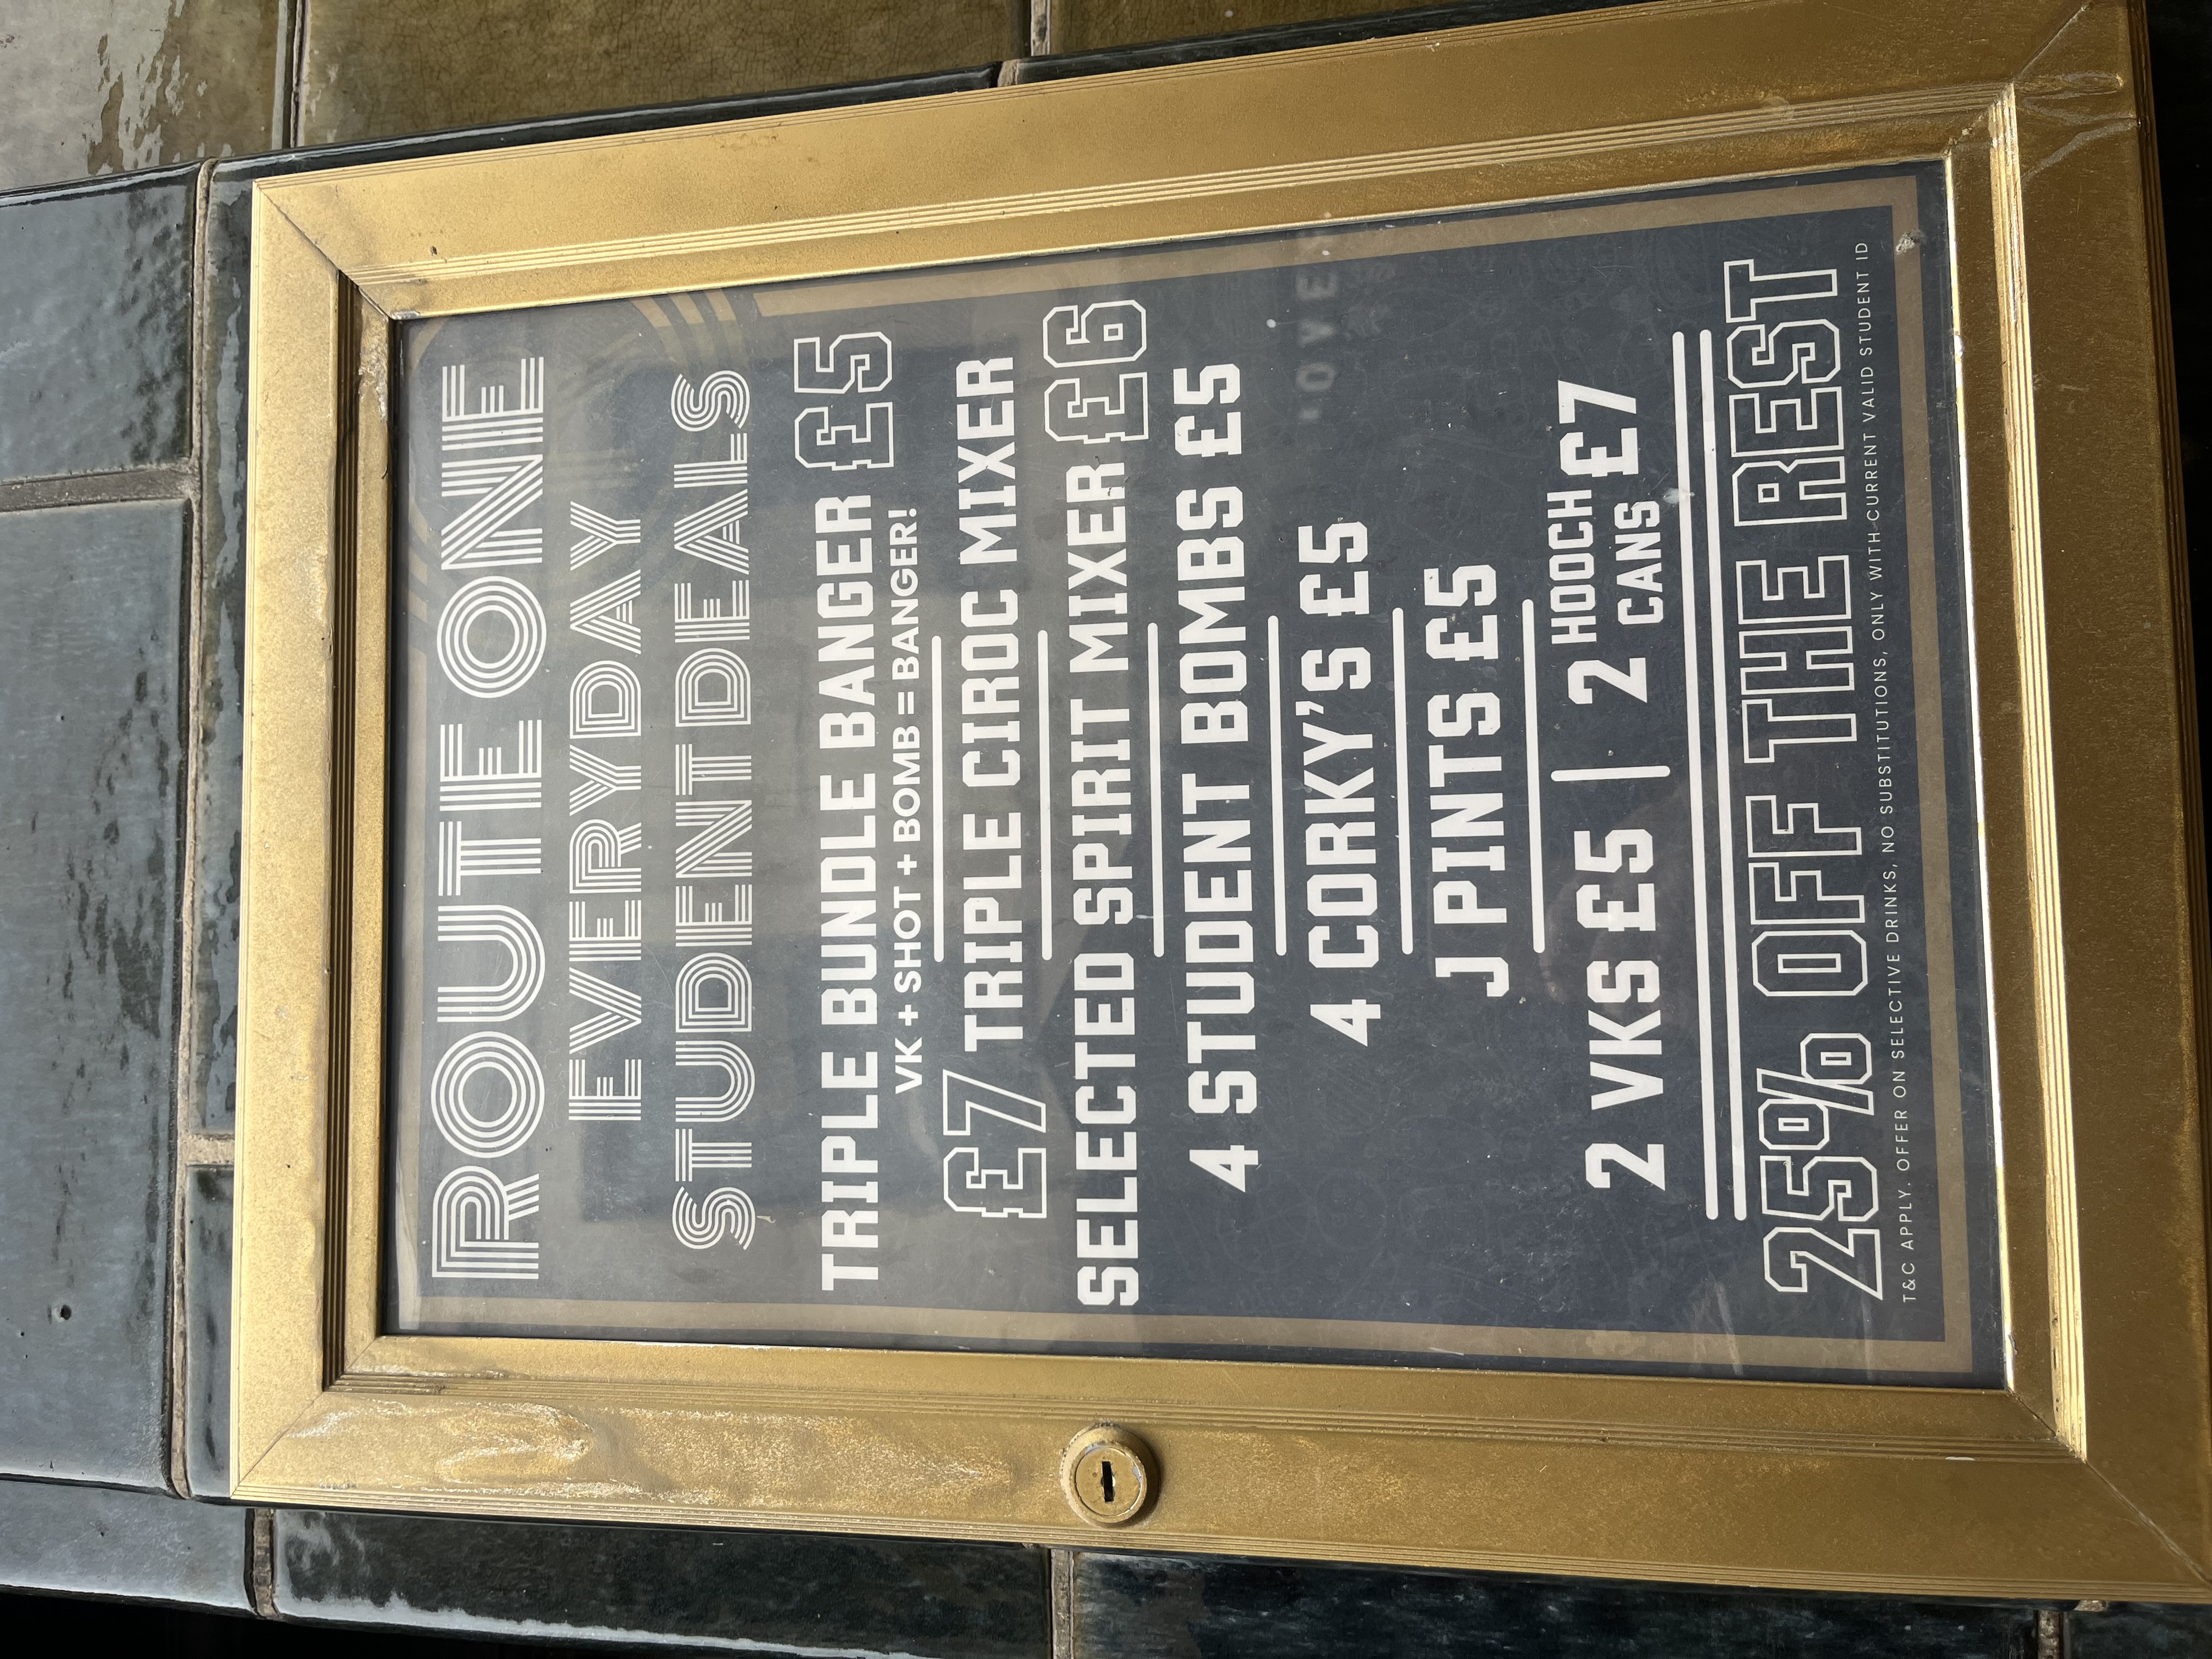 ROUTE ONE
EVERYDAY
STUDENT DEALS
TRIPLE BUNDLE BANGER £5
VK + SHOT + BOMB = BANGER!
£7 TRIPLE CIROC MIXER
SELECTED SPIRIT MIXER £6
4 STUDENT BOMBS £5
4 CORKY'S £5
J PINTS £5
2 VKS £5 | 2 HOOCH CANS £7
25% OFF THE REST
T&C APPLY. OFFER ON SELECTIVE DRINKS, NO SUBSTITUTIONS, ONLY WITH CURRENT VALID STUDENT ID